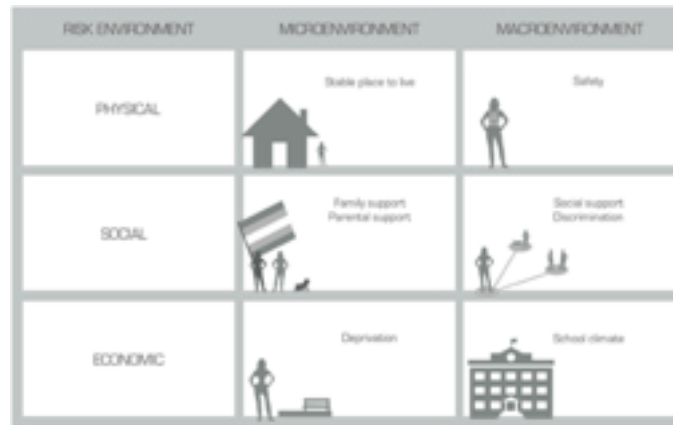 RISK ENVIRONMENT
MICROENVIRONMENT
MACROENVIRONMENT
PHYSICAL
Stable place to live
Safety
SOCIAL
Family support
Parental support
Social support
Discrimination
ECONOMIC
Deprivation
School climate